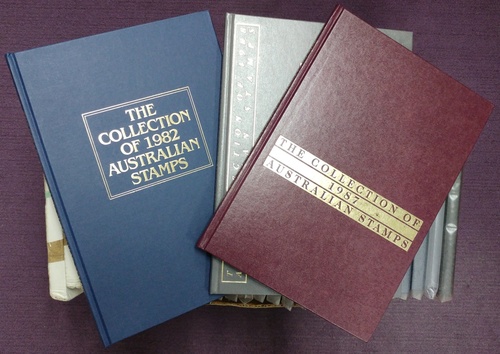 THE
COLLECTION
OF 1982
AUSTRALIAN
STAMPS
THE COLLECTION OF
1987
AUSTRALIAN STAMPS